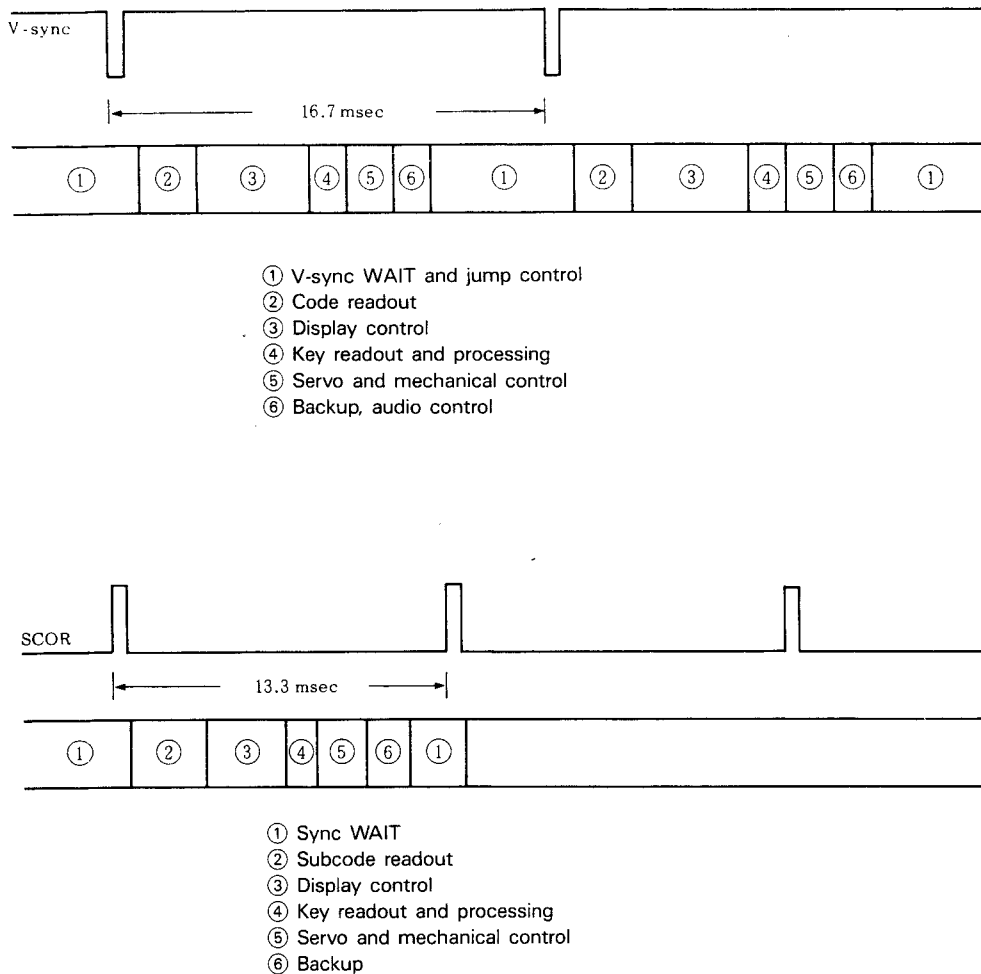 V-sync
16.7 msec
① ② ③ ④ ⑤ ⑥ ① ② ③ ④ ⑤ ⑥ ①
① V-sync WAIT and jump control
② Code readout
③ Display control
④ Key readout and processing
⑤ Servo and mechanical control
⑥ Backup, audio control
SCOR
13.3 msec
① ② ③ ④ ⑤ ⑥ ①
① Sync WAIT
② Subcode readout
③ Display control
④ Key readout and processing
⑤ Servo and mechanical control
⑥ Backup